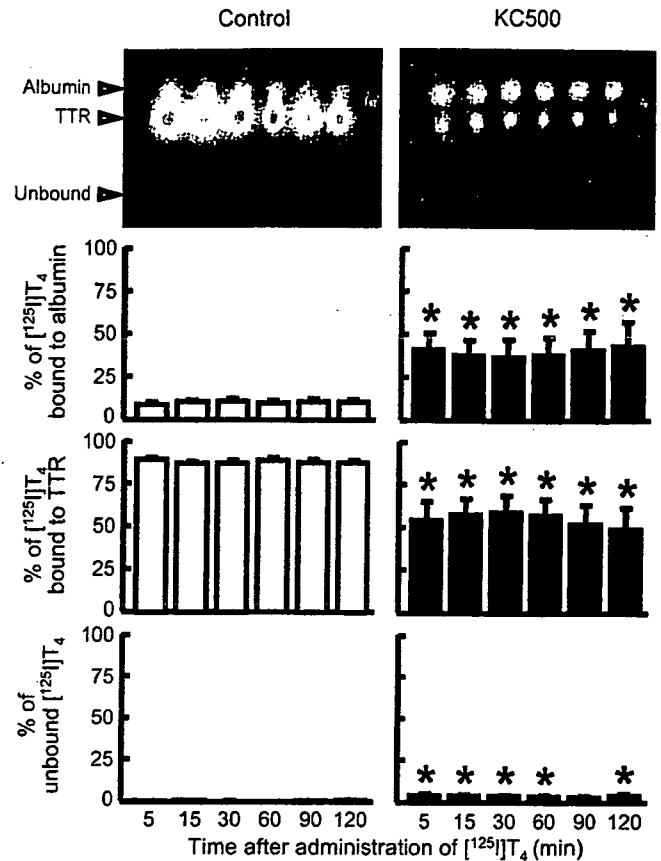 Control KC500
Albumin
TTR
Unbound
% of [¹²⁵I]T₄
bound to albumin
100
75
50
25
0
* * * * * *
% of [¹²⁵I]T₄
bound to TTR
100
75
50
25
0
* * * * * *
% of
unbound [¹²⁵I]T₄
100
75
50
25
0
* * * * *
5 15 30 60 90 120 5 15 30 60 90 120
Time after administration of [¹²⁵I]T₄ (min)